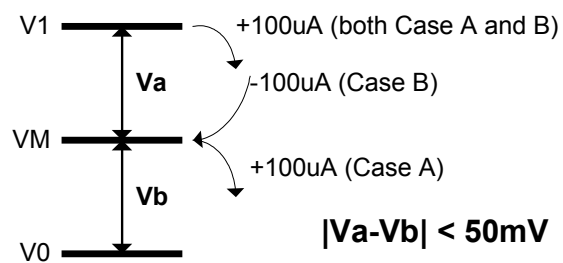 V1 +100uA (both Case A and B)
Va
-100uA (Case B)
VM
+100uA (Case A)
Vb
|Va-Vb| < 50mV
V0